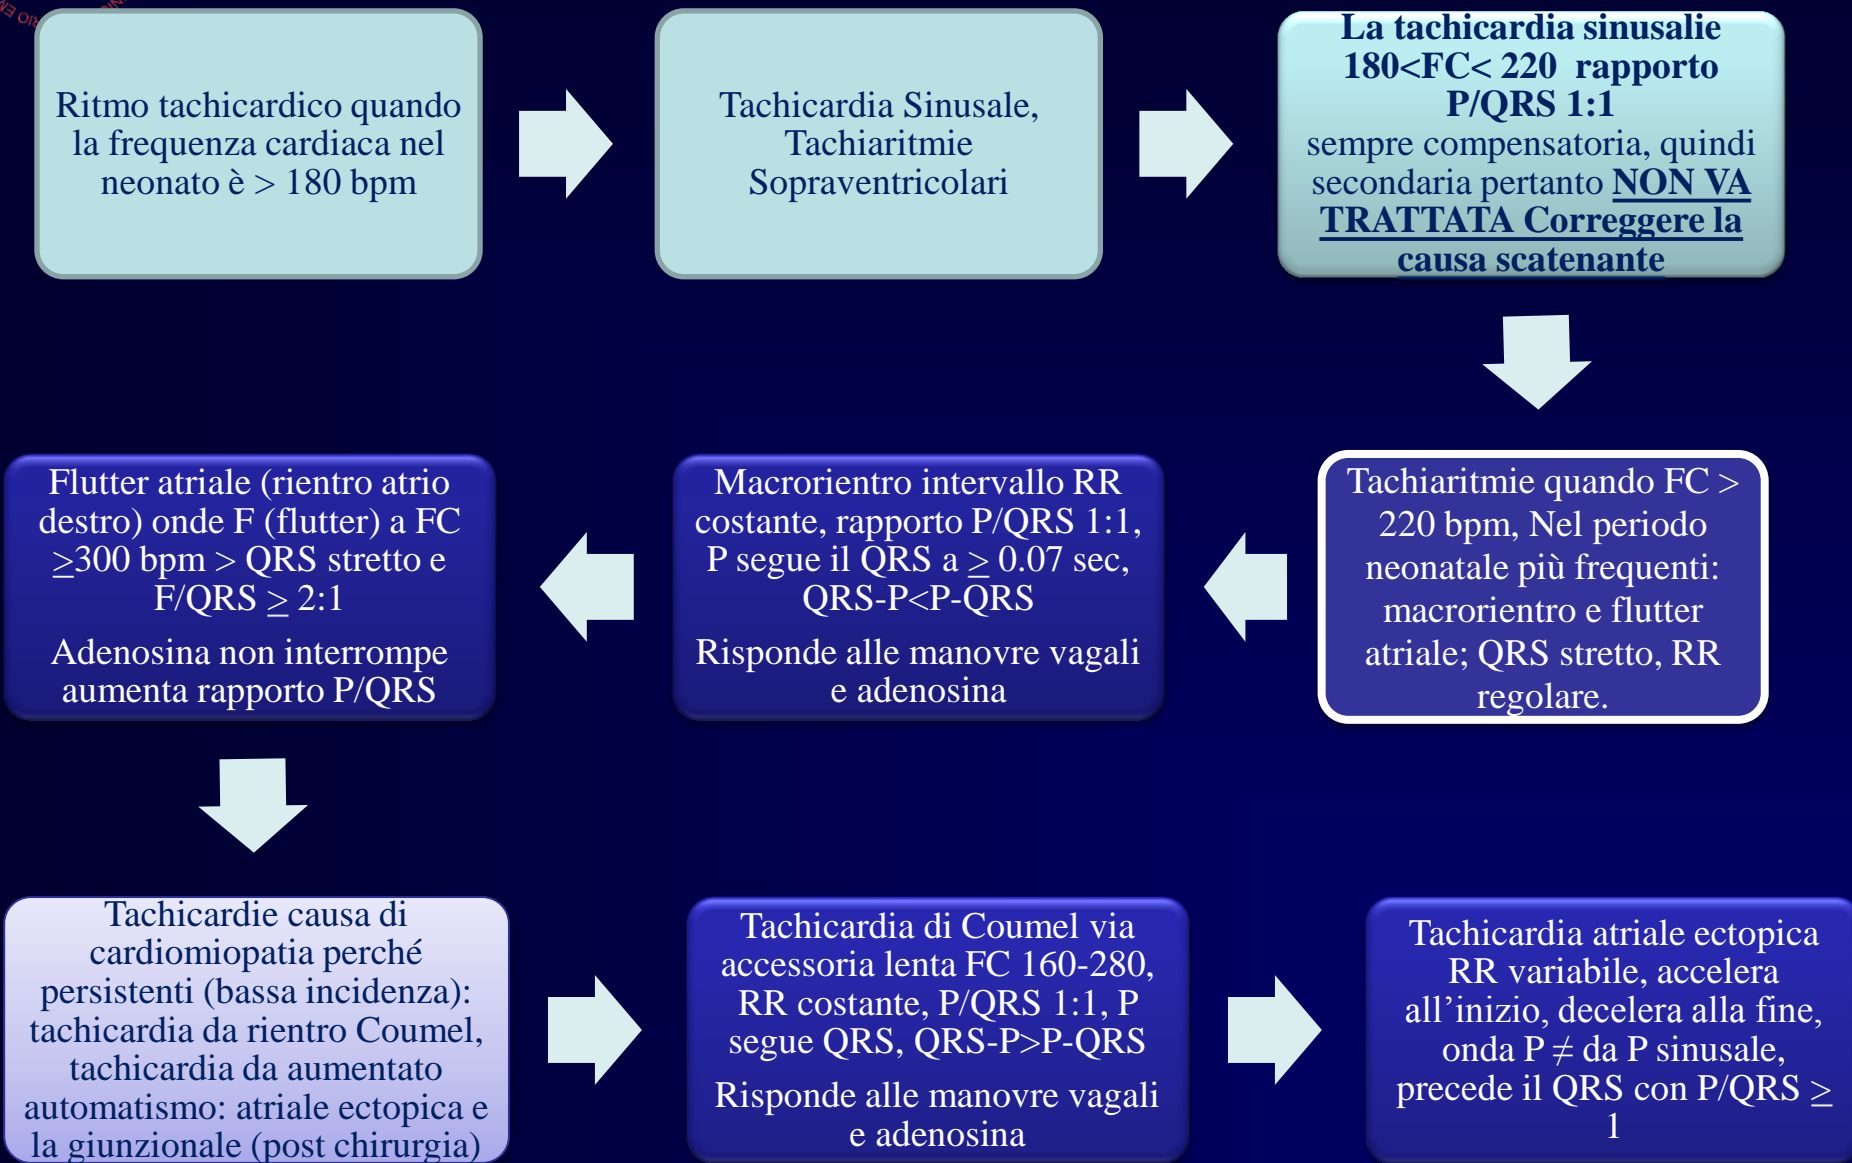 Ritmo tachicardico quando
la frequenza cardiaca nel
neonato è > 180 bpm
Tachicardia Sinusale,
Tachiaritmie
Sopraventricolari
La tachicardia sinusalie
180<FC< 220 rapporto
P/QRS 1:1
sempre compensatoria, quindi
secondaria pertanto NON VA
TRATTATA Correggere la
causa scatenante
Tachiaritmie quando FC >
220 bpm, Nel periodo
neonatale più frequenti:
macrorientro e flutter
atriale; QRS stretto, RR
regolare.
Macrorientro intervallo RR
costante, rapporto P/QRS 1:1,
P segue il QRS a ≥ 0.07 sec,
QRS-P<P-QRS
Risponde alle manovre vagali
e adenosina
Flutter atriale (rientro atrio
destro) onde F (flutter) a FC
≥300 bpm > QRS stretto e
F/QRS ≥ 2:1
Adenosina non interrompe
aumenta rapporto P/QRS
Tachicardie causa di
cardiomiopatia perché
persistenti (bassa incidenza):
tachicardia da rientro Coumel,
tachicardia da aumentato
automatismo: atriale ectopica e
la giunzionale (post chirurgia)
Tachicardia di Coumel via
accessoria lenta FC 160-280,
RR costante, P/QRS 1:1, P
segue QRS, QRS-P>P-QRS
Risponde alle manovre vagali
e adenosina
Tachicardia atriale ectopica
RR variabile, accelera
all’inizio, decelera alla fine,
onda P ≠ da P sinusale,
precede il QRS con P/QRS ≥
1